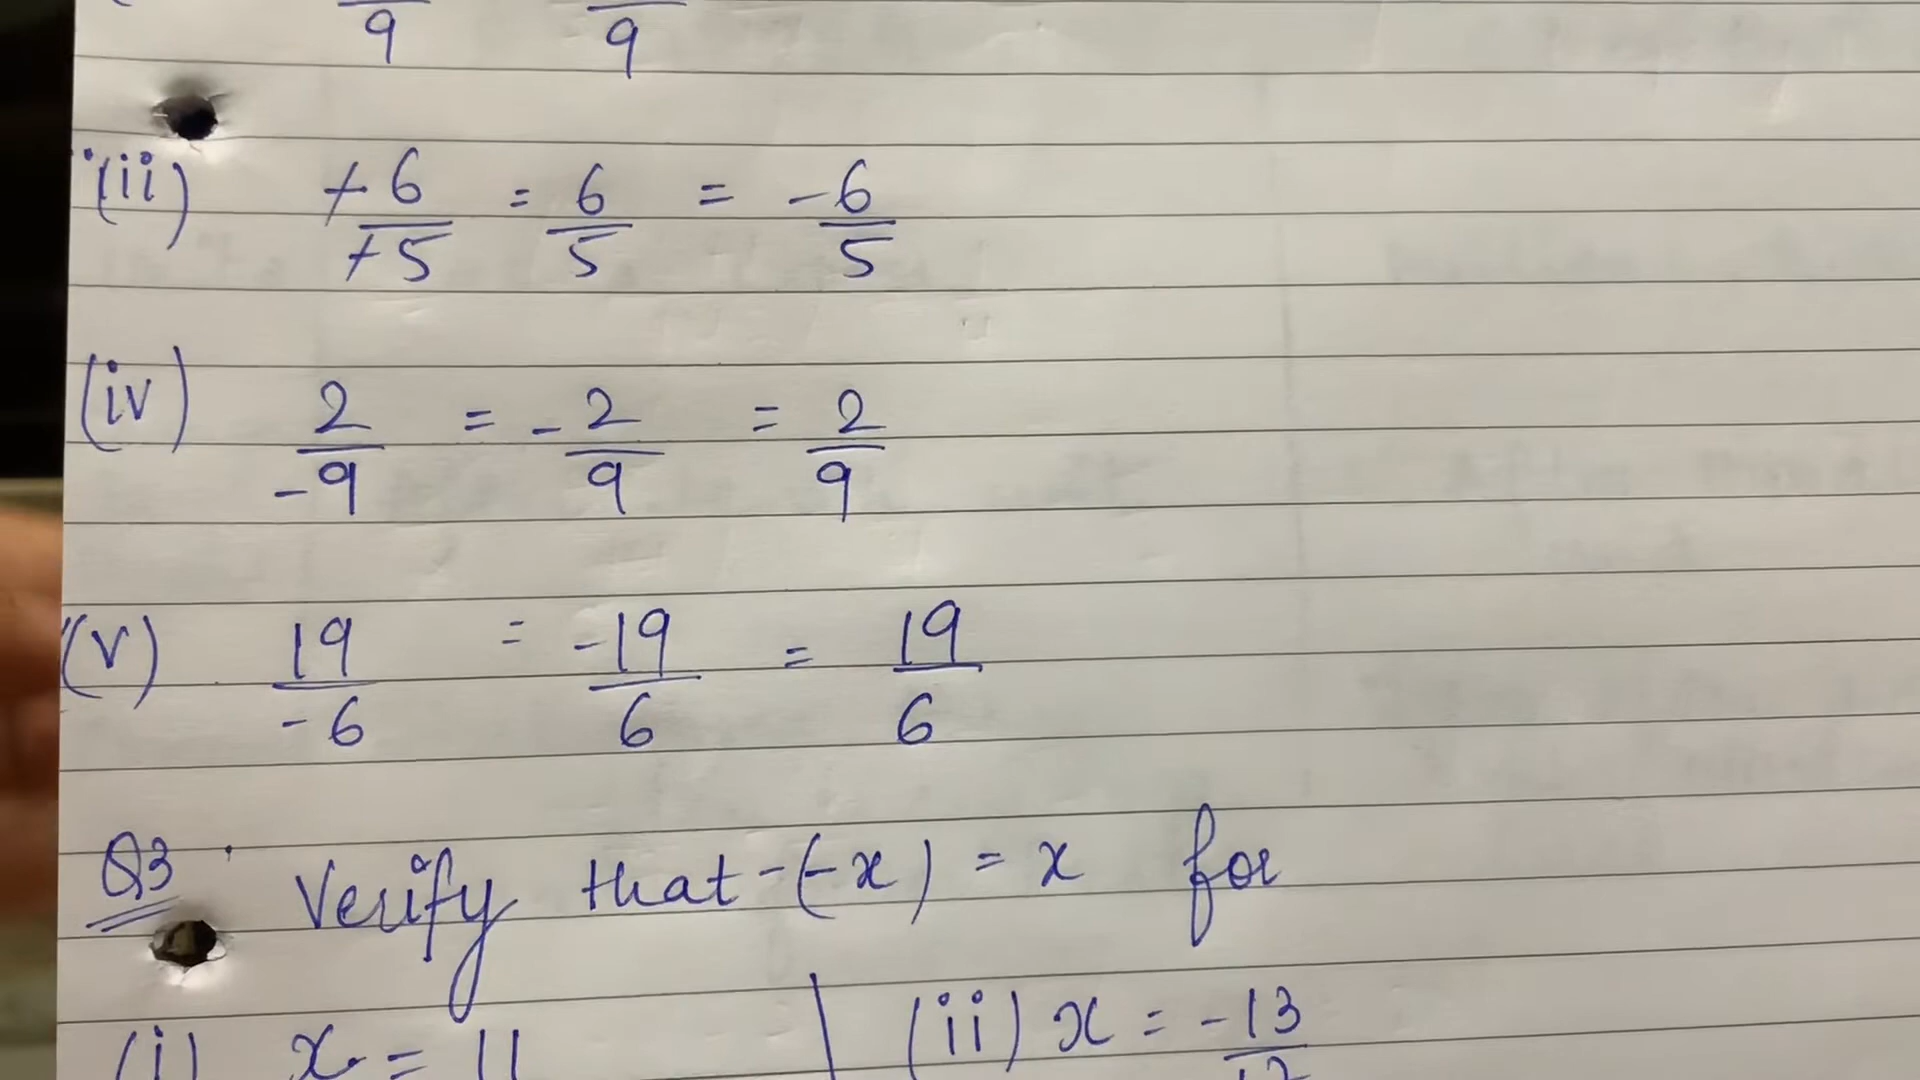 9 9
(iii) +6/+5 = 6/5 = -6/5
(iv) 2/-9 = -2/9 = 2/9
(v) 19/-6 = -19/6 = 19/6
Q3 Verify that -(-x) = x for
(i) x = 11 (ii) x = -13